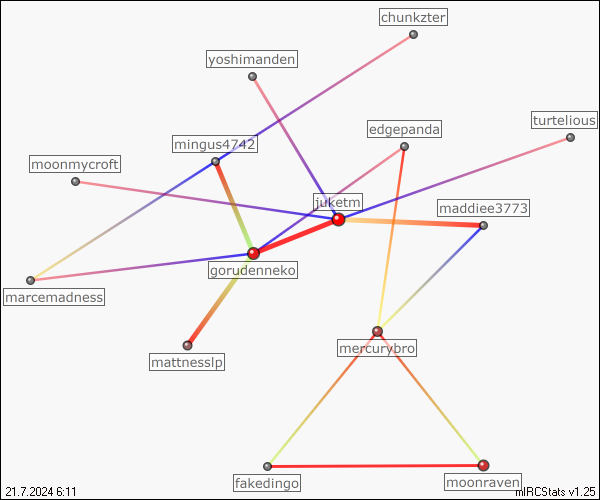 chunkzter
yoshimanden
turtelious
edgepanda
mingus4742
moonmycroft
juketm
maddiee3773
gorudenneko
marcemadness
mercurybro
mattnesslp
fakedingo
moonraven
21.7.2024 6:11
mIRCStats v1.25